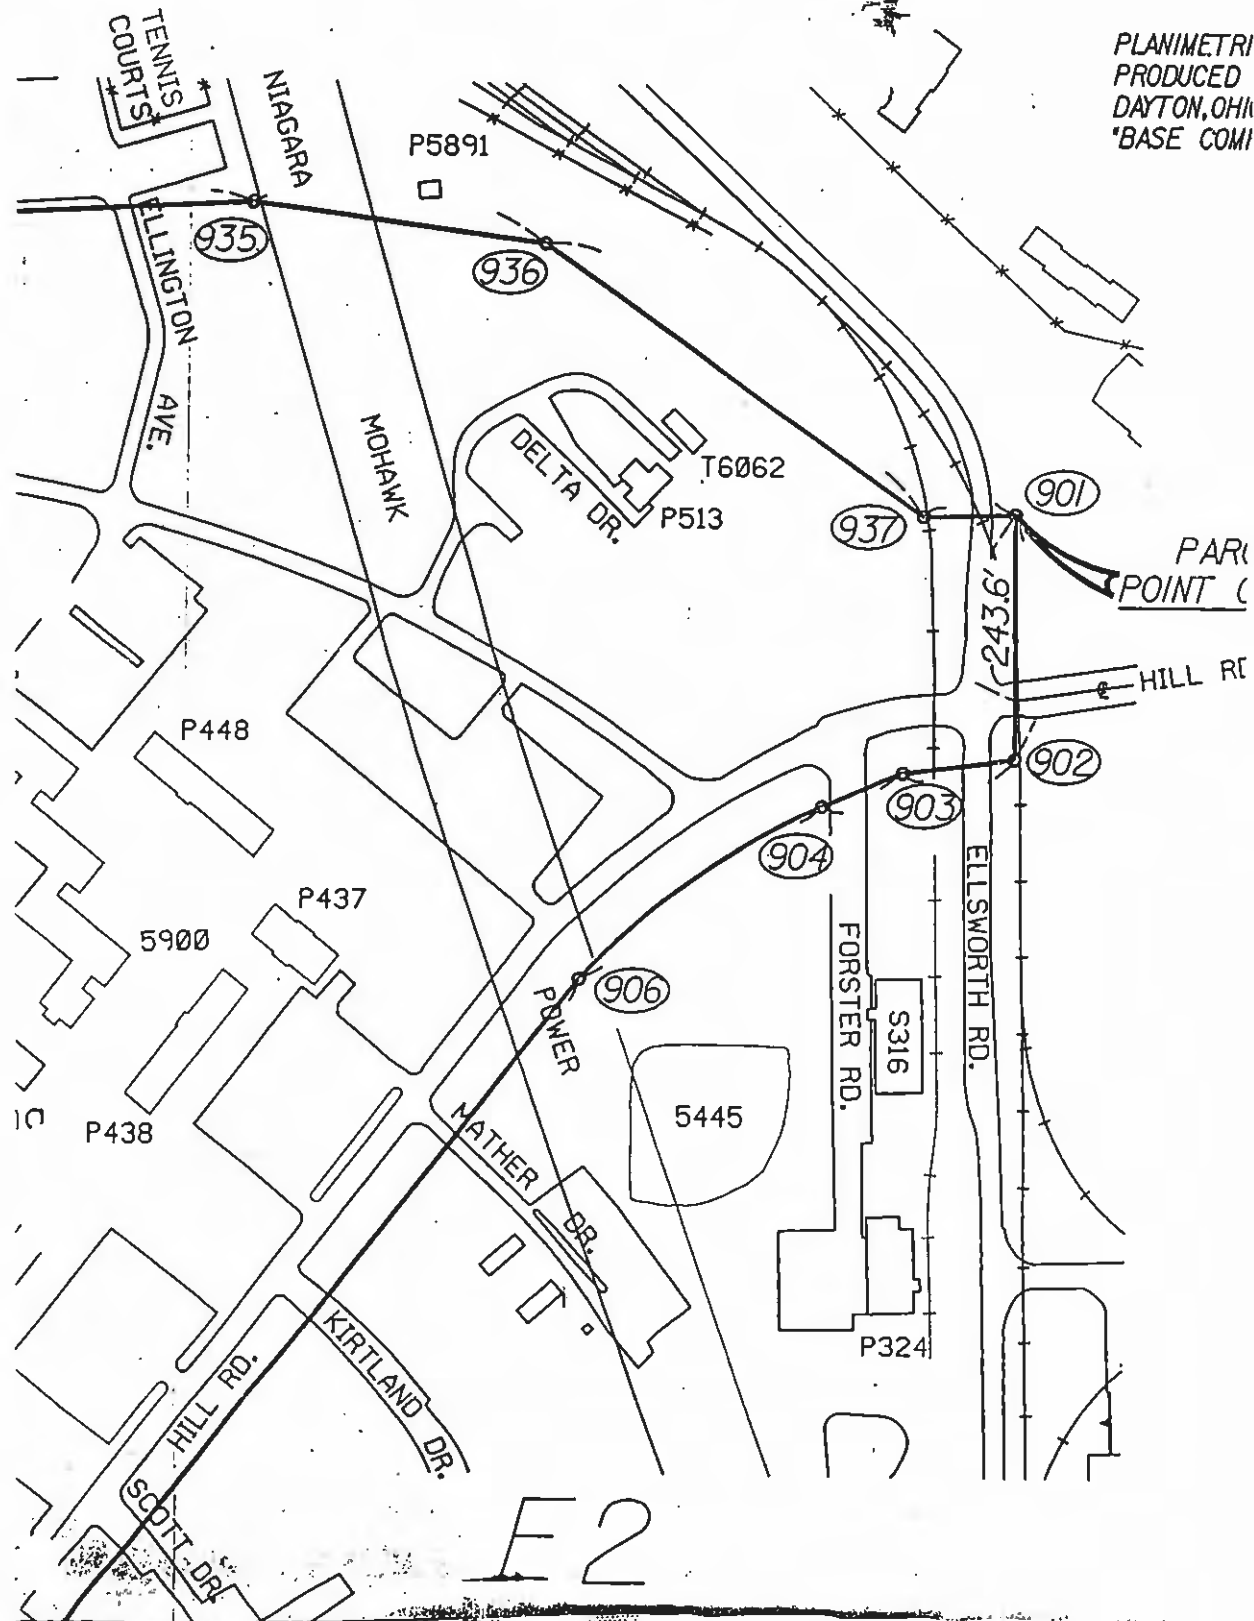 PLANIMETRI
PRODUCED
DAYTON, OHI
"BASE COMI
TENNIS
COURTS
NIAGARA
P5891
ELLINGTON
AVE.
935
936
MOHAWK
DELTA DR.
T6062
P513
937
901
PAR
POINT
243.6'
HILL RD
P448
902
903
904
P437
5900
906
POWER
FORSTER RD.
S316
ELLSWORTH RD.
P438
MATHER
DR.
5445
KIRTLAND DR.
P324
HILL RD.
SCOTT DR.
F2